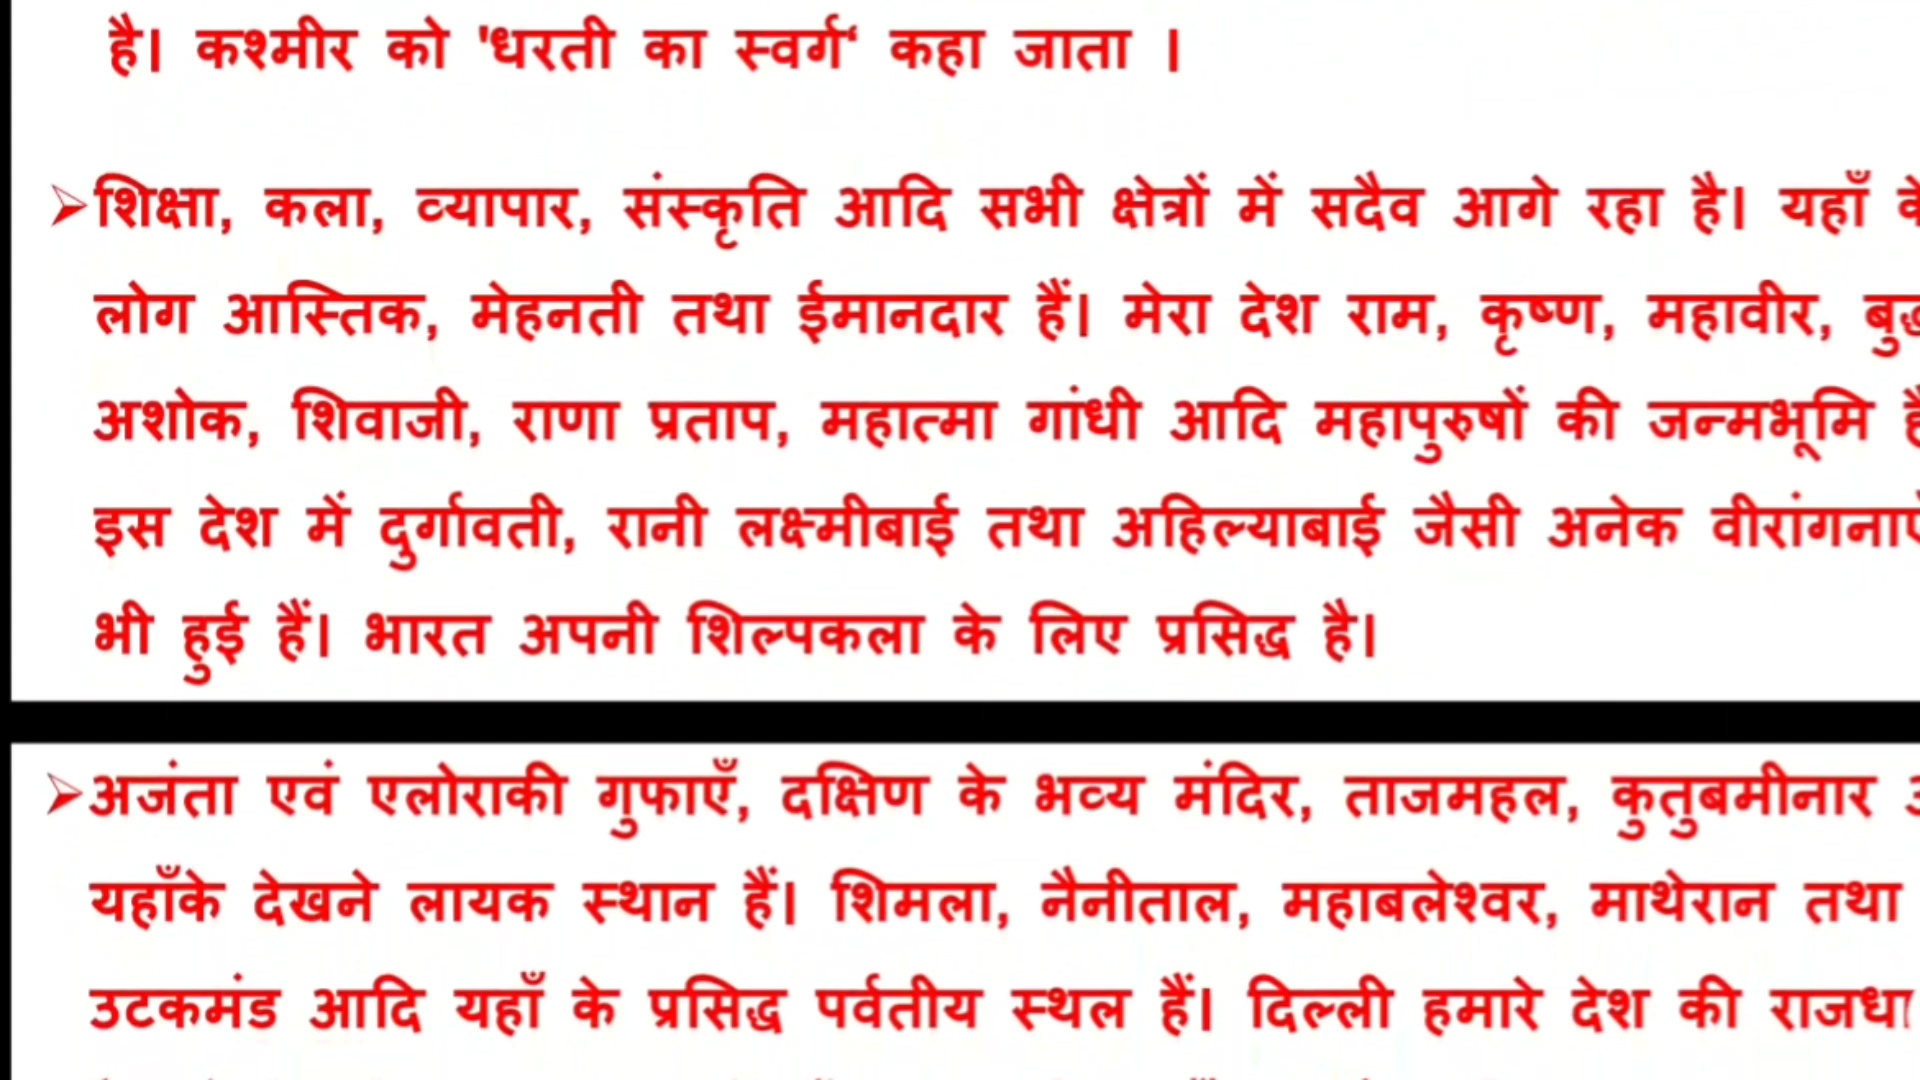 है। कश्मीर को 'धरती का स्वर्ग‘ कहा जाता ।
➢शिक्षा, कला, व्यापार, संस्कृति आदि सभी क्षेत्रों में सदैव आगे रहा है। यहाँ के
लोग आस्तिक, मेहनती तथा ईमानदार हैं। मेरा देश राम, कृष्ण, महावीर, बुद्ध
अशोक, शिवाजी, राणा प्रताप, महात्मा गांधी आदि महापुरुषों की जन्मभूमि
इस देश में दुर्गावती, रानी लक्ष्मीबाई तथा अहिल्याबाई जैसी अनेक वीरांगनाएँ
भी हुई हैं। भारत अपनी शिल्पकला के लिए प्रसिद्ध है।
➢अजंता एवं एलोराकी गुफाएँ, दक्षिण के भव्य मंदिर, ताजमहल, कुतुबमीनार
यहाँके देखने लायक स्थान हैं। शिमला, नैनीताल, महाबलेश्वर, माथेरान तथा
उटकमंड आदि यहाँ के प्रसिद्ध पर्वतीय स्थल हैं। दिल्ली हमारे देश की राजधा